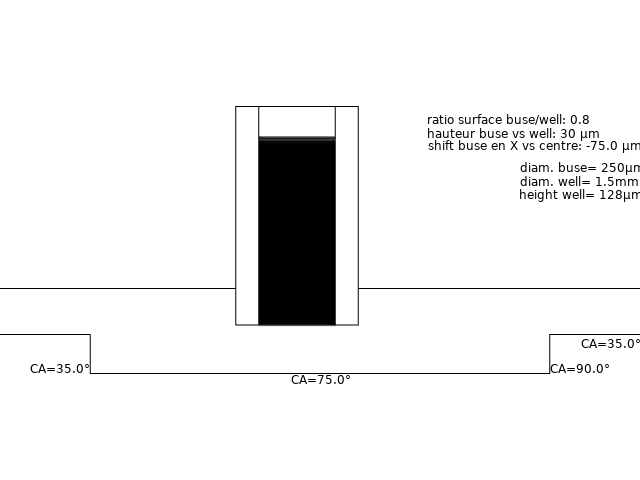 ratio surface buse/well: 0.8
hauteur buse vs well: 30 µm
shift buse en X vs centre: -75.0 µm
diam. buse= 250µm
diam. well= 1.5mm
height well= 128µm
CA=35.0°
CA=35.0°
CA=90.0°
CA=75.0°